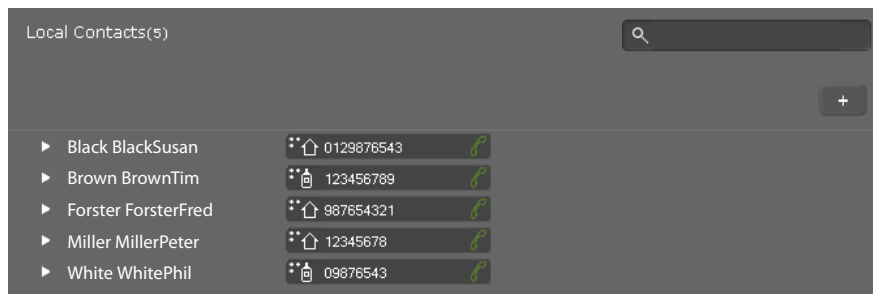 Local Contacts(5)
+
Black BlackSusan 0129876543
Brown BrownTim 123456789
Forster ForsterFred 987654321
Miller MillerPeter 12345678
White WhitePhil 09876543